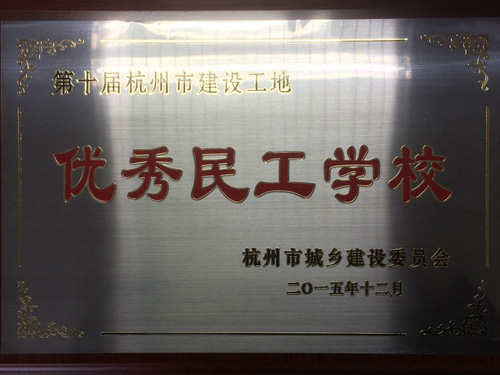 第十届杭州市建设工地
优秀民工学校
杭州市城乡建设委员会
二〇一五年十二月